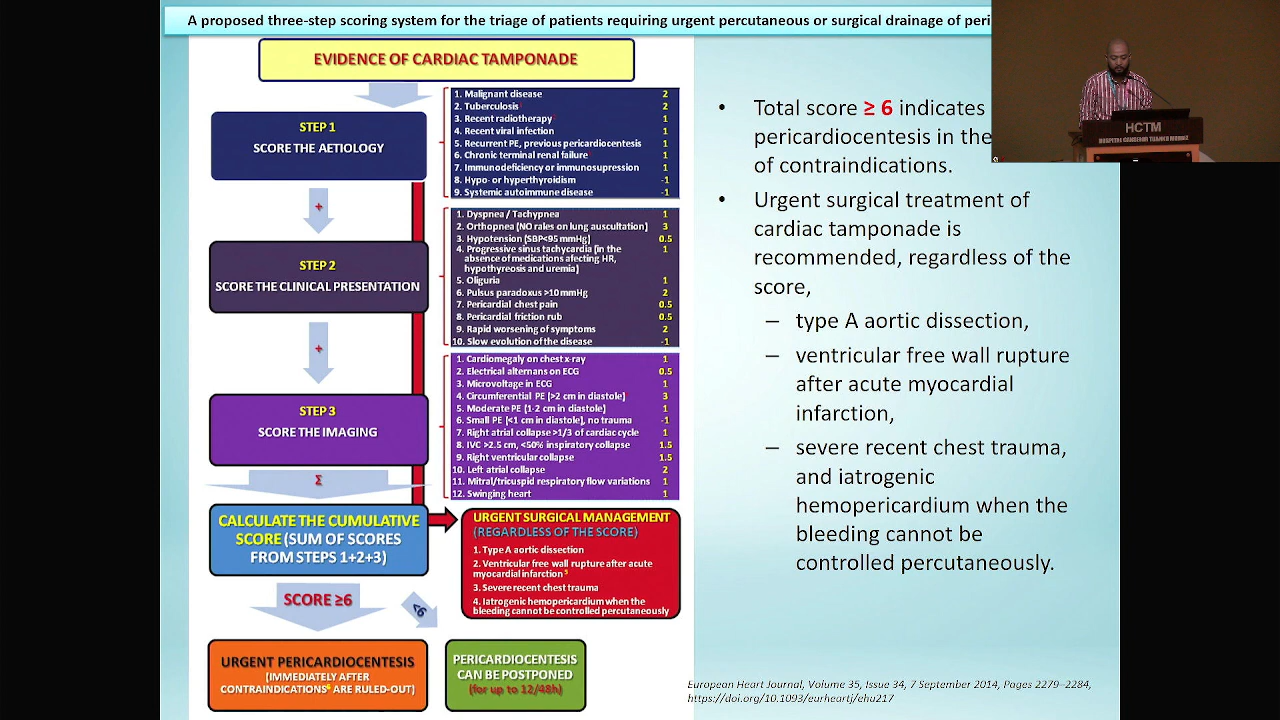 A proposed three-step scoring system for the triage of patients requiring urgent percutaneous or surgical drainage of peri
EVIDENCE OF CARDIAC TAMPONADE
STEP 1
SCORE THE AETIOLOGY
1. Malignant disease 2
2. Tuberculosis 2
3. Recent radiotherapy 1
4. Recent viral infection 1
5. Recurrent PE, previous pericardiocentesis 1
6. Chronic terminal renal failure 1
7. Immunodeficiency or immunosupression 1
8. Hypo- or hyperthyroidism -1
9. Systemic autoimmune disease -1
+
STEP 2
SCORE THE CLINICAL PRESENTATION
1. Dyspnea / Tachypnea 1
2. Orthopnea [NO rales on lung auscultation] 3
3. Hypotension [SBP<95 mmHg] 0.5
4. Progressive sinus tachycardia [in the 1
absence of medications afecting HR,
hypothyreosis and uremia]
5. Oliguria 1
6. Pulsus paradoxus >10 mmHg 2
7. Pericardial chest pain 0.5
8. Pericardial friction rub 0.5
9. Rapid worsening of symptoms 2
10. Slow evolution of the disease -1
+
STEP 3
SCORE THE IMAGING
1. Cardiomegaly on chest x-ray 1
2. Electrical alternans on ECG 0.5
3. Microvoltage in ECG 1
4. Circumferential PE [>2 cm in diastole] 3
5. Moderate PE [1-2 cm in diastole] 1
6. Small PE [<1 cm in diastole], no trauma -1
7. Right atrial collapse >1/3 of cardiac cycle 1
8. IVC >2.5 cm, <50% inspiratory collapse 1.5
9. Right ventricular collapse 1.5
10. Left atrial collapse 2
11. Mitral/tricuspid respiratory flow variations 1
12. Swinging heart 1
Σ
CALCULATE THE CUMULATIVE
SCORE (SUM OF SCORES
FROM STEPS 1+2+3)
URGENT SURGICAL MANAGEMENT
(REGARDLESS OF THE SCORE)
1. Type A aortic dissection
2. Ventricular free wall rupture after acute
myocardial infarction 5
3. Severe recent chest trauma
4. Iatrogenic hemopericardium when the
bleeding cannot be controlled percutaneously
SCORE ≥6
<6
URGENT PERICARDIOCENTESIS
(IMMEDIATELY AFTER
CONTRAINDICATIONS6 ARE RULED-OUT)
PERICARDIOCENTESIS
CAN BE POSTPONED
(for up to 12/48h)
• Total score ≥ 6 indicates
pericardiocentesis in the
of contraindications.
• Urgent surgical treatment of
cardiac tamponade is
recommended, regardless of the
score,
– type A aortic dissection,
– ventricular free wall rupture
after acute myocardial
infarction,
– severe recent chest trauma,
and iatrogenic
hemopericardium when the
bleeding cannot be
controlled percutaneously.
European Heart Journal, Volume 35, Issue 34, 7 September 2014, Pages 2279–2284,
https://doi.org/10.1093/eurheartj/ehu217
HCTM
HOSPITAL CANSELOR TUANKU MUHRIZ